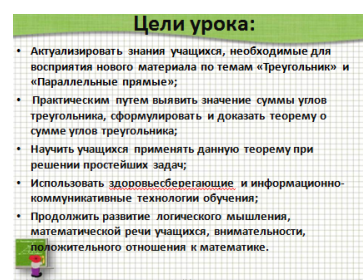 Цели урока:
• Актуализировать знания учащихся, необходимые для
восприятия нового материала по темам «Треугольник» и
«Параллельные прямые»;
• Практическим путем выявить значение суммы углов
треугольника, сформулировать и доказать теорему о
сумме углов треугольника;
• Научить учащихся применять данную теорему при
решении простейших задач;
• Использовать здоровьесберегающие и информационно-
коммуникативные технологии обучения;
• Продолжить развитие логического мышления,
математической речи учащихся, внимательности,
положительного отношения к математике.